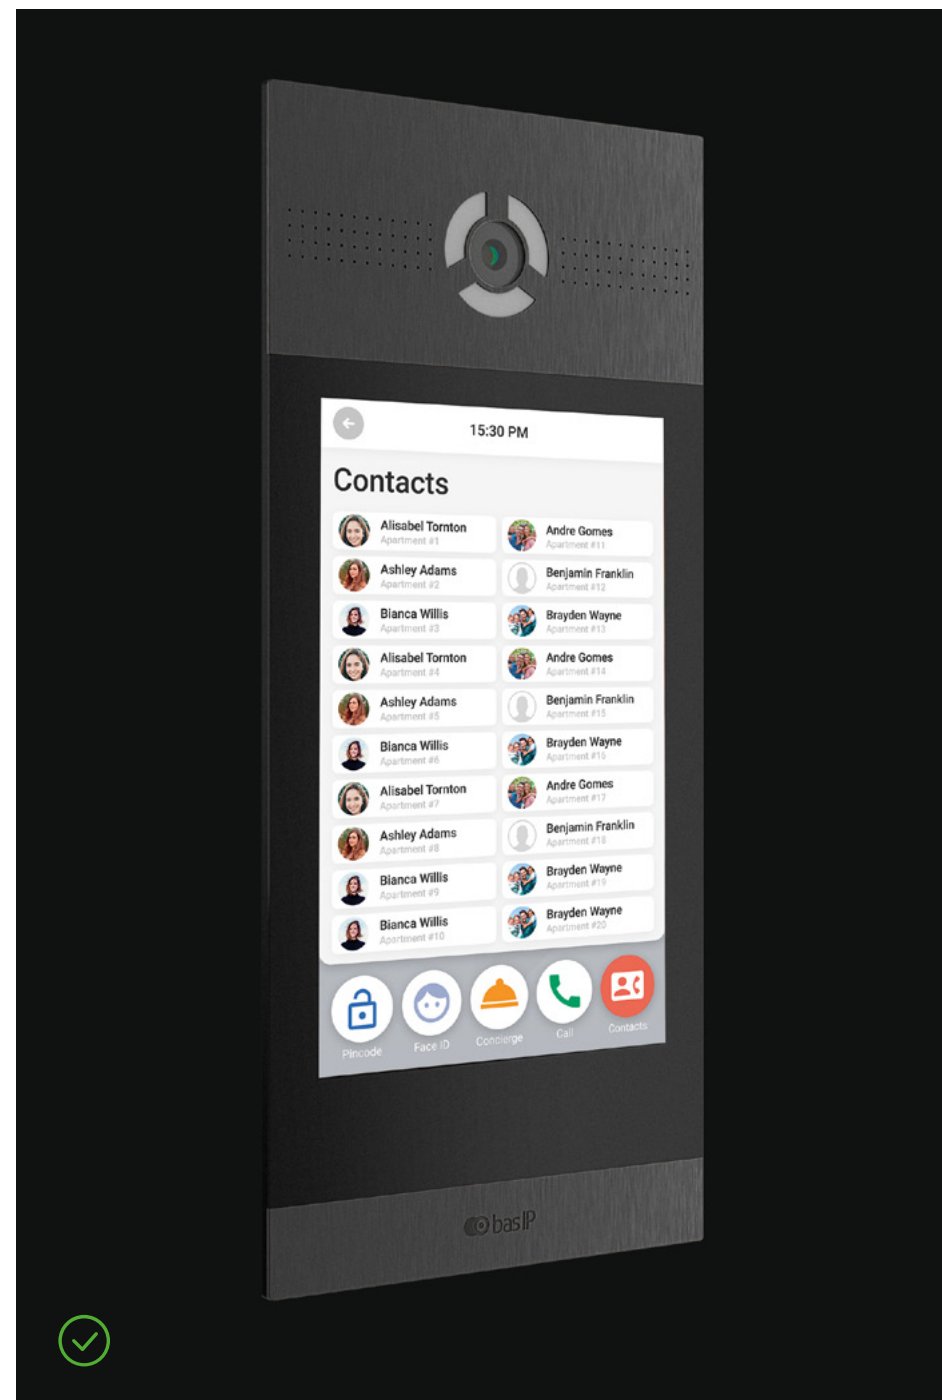 15:30 PM
Contacts
Alisabel Tornton
Apartment #1
Ashley Adams
Apartment #2
Bianca Willis
Apartment #3
Alisabel Tornton
Apartment #4
Ashley Adams
Apartment #5
Bianca Willis
Apartment #6
Alisabel Tornton
Apartment #7
Ashley Adams
Apartment #8
Bianca Willis
Apartment #9
Bianca Willis
Apartment #10
Andre Gomes
Apartment #11
Benjamin Franklin
Apartment #12
Brayden Wayne
Apartment #13
Andre Gomes
Apartment #14
Benjamin Franklin
Apartment #15
Brayden Wayne
Apartment #16
Andre Gomes
Apartment #17
Benjamin Franklin
Apartment #18
Brayden Wayne
Apartment #19
Brayden Wayne
Apartment #20
Pincode
Face ID
Concierge
Call
Contacts
basIP